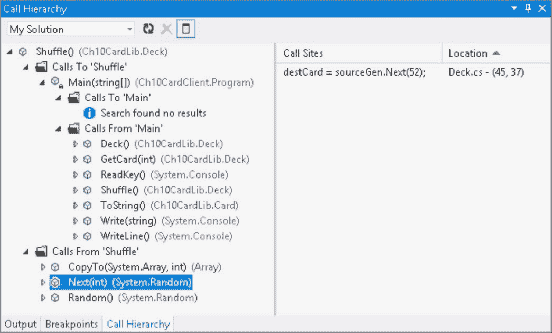 Call Hierarchy
My Solution
Shuffle() (Ch10CardLib.Deck)
Calls To 'Shuffle'
Main(string[]) (Ch10CardClient.Program)
Calls To 'Main'
Search found no results
Calls From 'Main'
Deck() (Ch10CardLib.Deck)
GetCard(int) (Ch10CardLib.Deck)
ReadKey() (System.Console)
Shuffle() (Ch10CardLib.Deck)
ToString() (Ch10CardLib.Card)
Write(string) (System.Console)
WriteLine() (System.Console)
Calls From 'Shuffle'
CopyTo(System.Array, int) (Array)
Next(int) (System.Random)
Random() (System.Random)
Call Sites Location
destCard = sourceGen.Next(52); Deck.cs - (45, 37)
Output Breakpoints Call Hierarchy